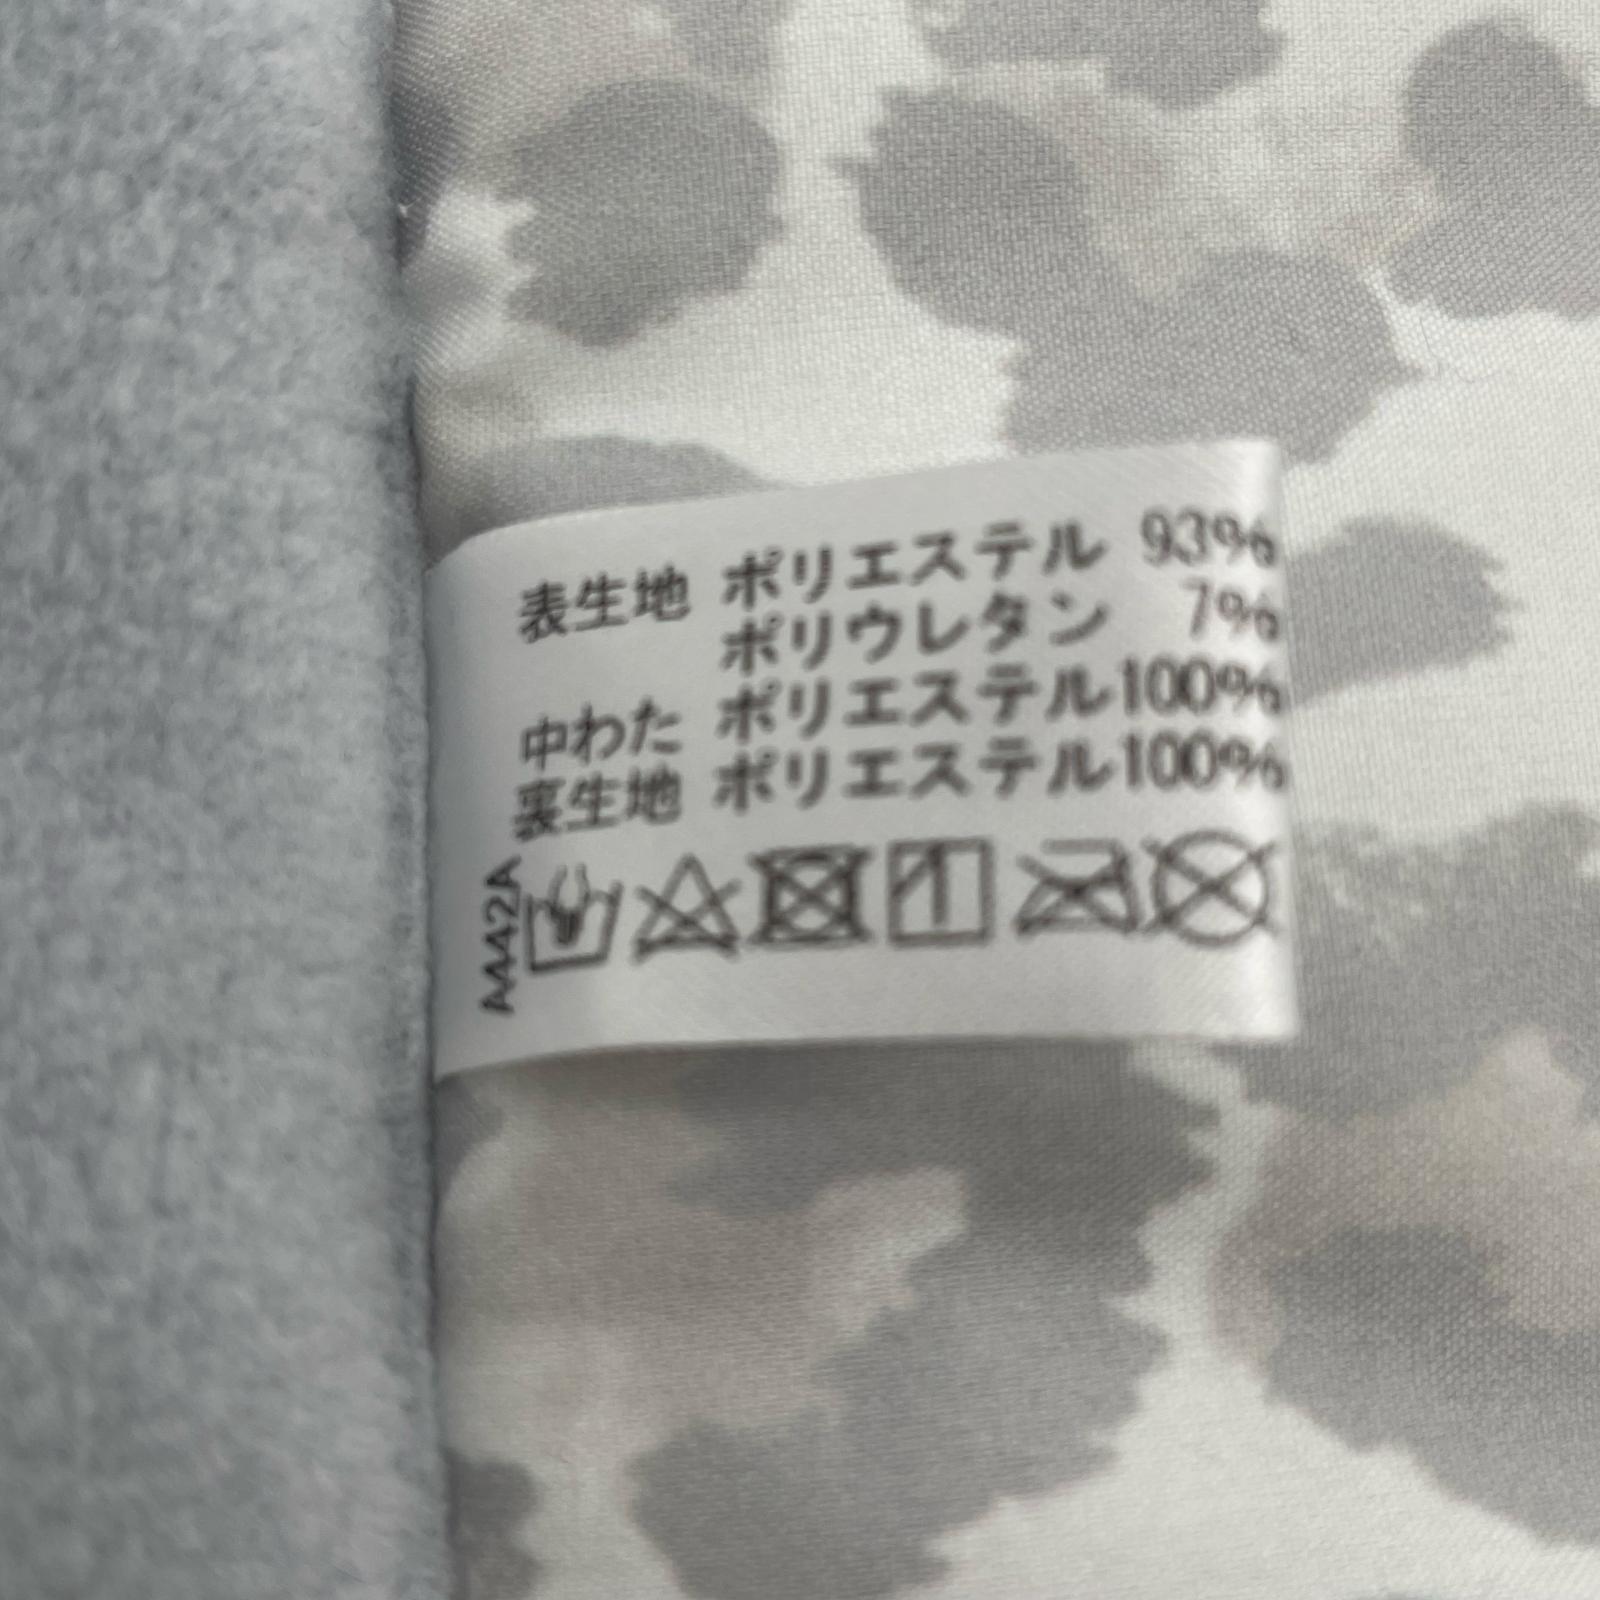 表生地 ポリエステル 93%
ポリウレタン 7%
中わた ポリエステル100%
裏生地 ポリエステル100%
AA42A